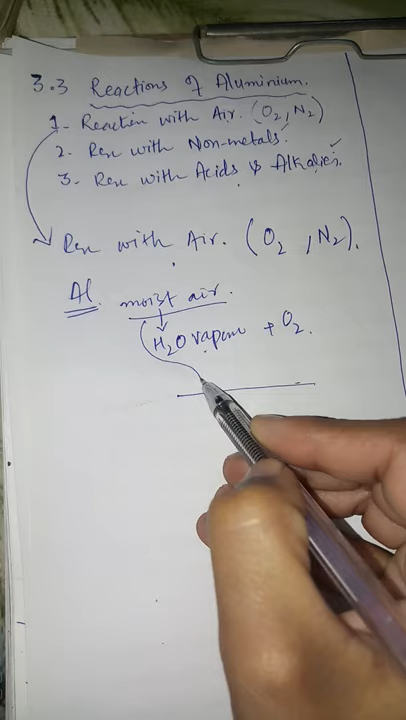 3.3 Reactions of Aluminium.
1- Reaction with Air. (O2, N2)
2. Rxn with Non-metals.
3. Rxn with Acids & Alkalies.
Rxn with Air. (O2, N2).
Al. moist air.
H2O vapour + O2.